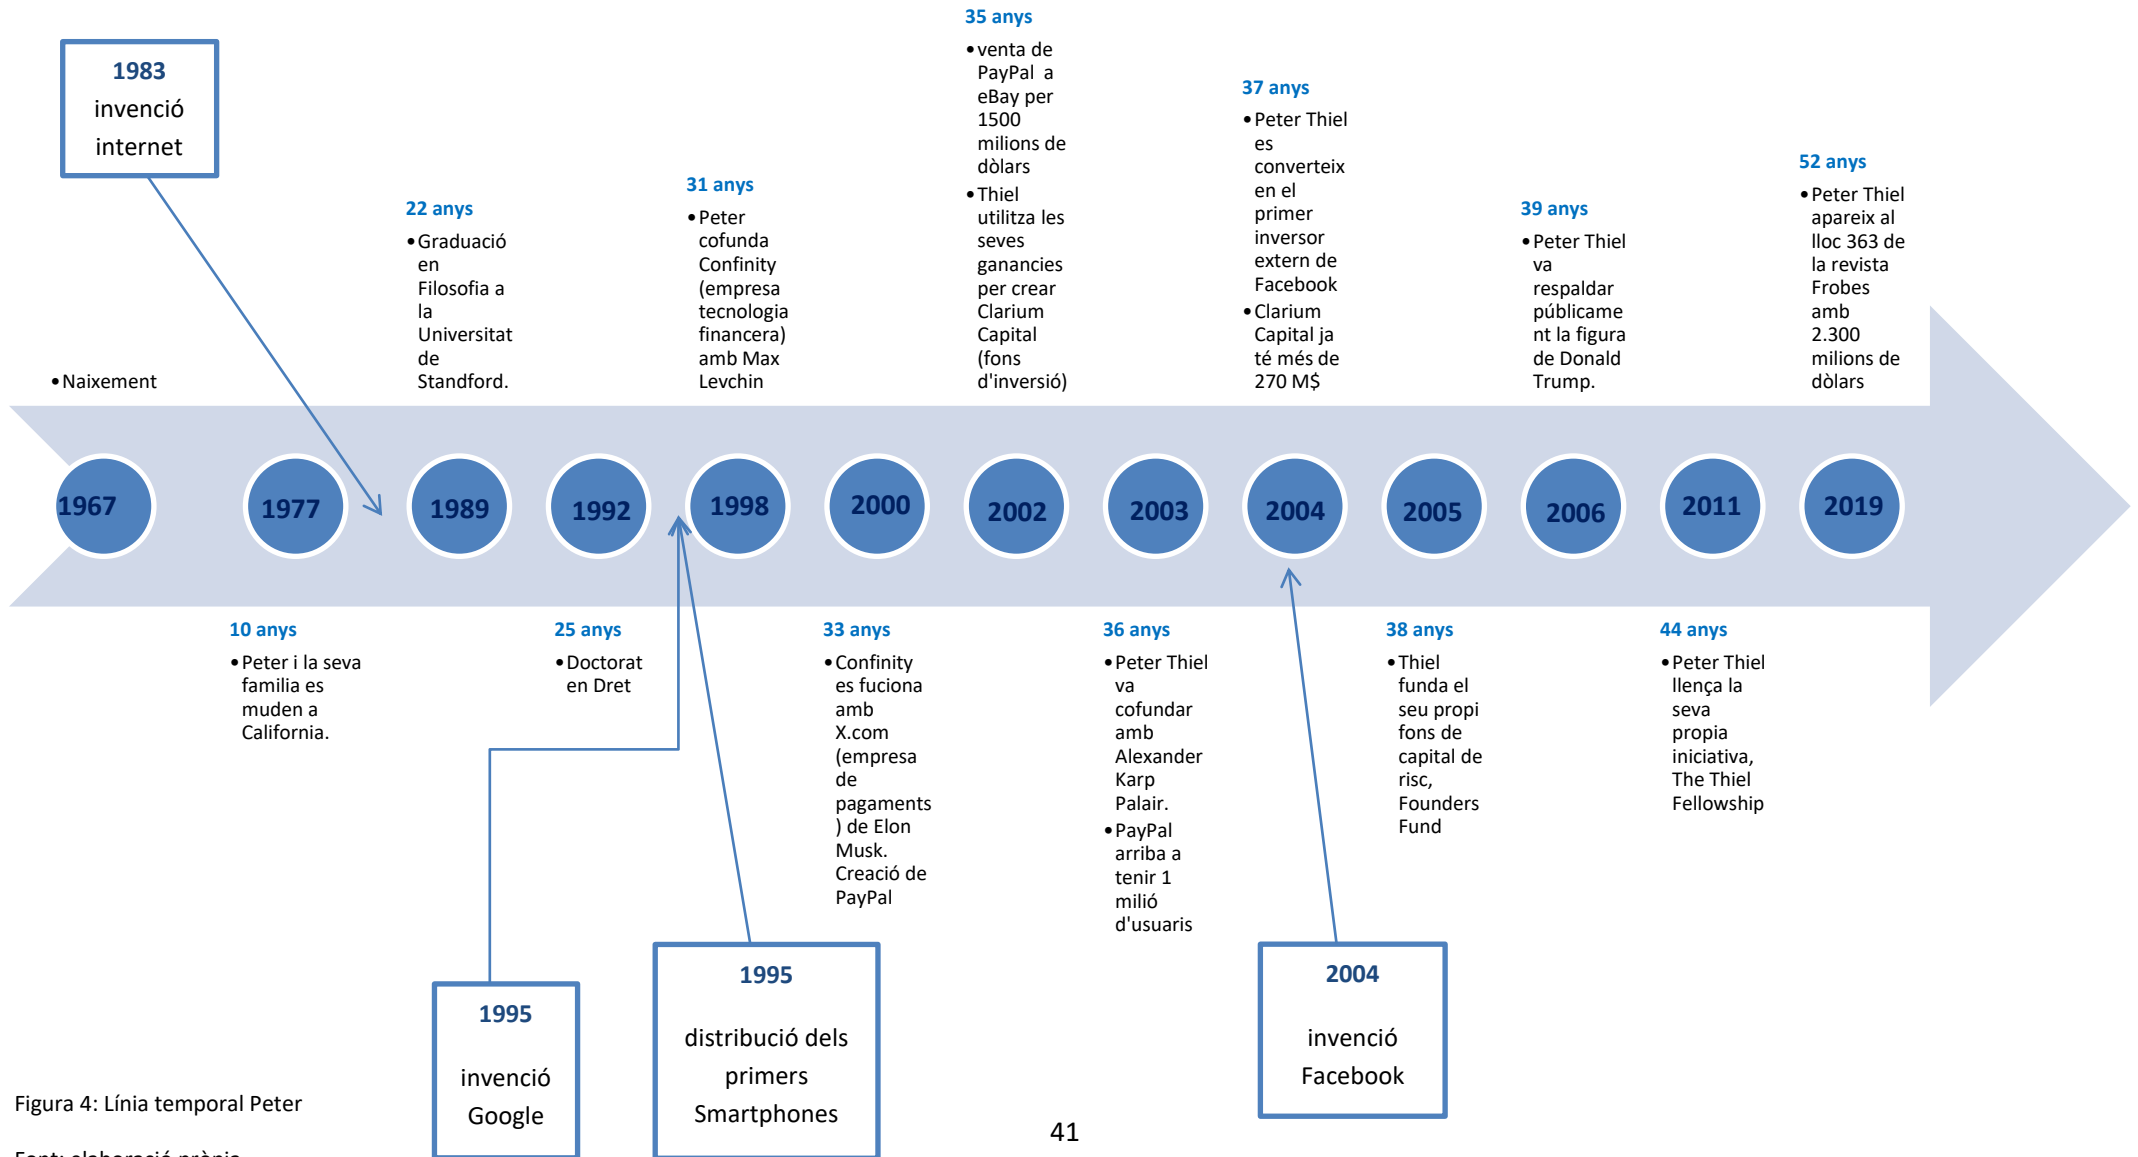 1983
invenció
internet
•Naixement
22 anys
•Graduació
en
Filosofia a
la
Universitat
de
Standford.
31 anys
•Peter
cofunda
Confinity
(empresa
tecnologia
financera)
amb Max
Levchin
35 anys
•venta de
PayPal a
eBay per
1500
milions de
dòlars
•Thiel
utilitza les
seves
ganancies
per crear
Clarium
Capital
(fons
d'inversió)
37 anys
•Peter Thiel
es
converteix
en el
primer
inversor
extern de
Facebook
•Clarium
Capital ja
té més de
270 M$
39 anys
•Peter Thiel
va
respaldar
públicame
nt la figura
de Donald
Trump.
52 anys
•Peter Thiel
apareix al
lloc 363 de
la revista
Frobes
amb
2.300
milions de
dòlars
1967 1977 1989 1992 1998 2000 2002 2003 2004 2005 2006 2011 2019
10 anys
•Peter i la seva
familia es
muden a
California.
25 anys
•Doctorat
en Dret
33 anys
•Confinity
es fuciona
amb
X.com
(empresa
de
pagaments
) de Elon
Musk.
Creació de
PayPal
36 anys
•Peter Thiel
va
cofundar
amb
Alexander
Karp
Palair.
•PayPal
arriba a
tenir 1
milió
d'usuaris
38 anys
•Thiel
funda el
seu propi
fons de
capital de
risc,
Founders
Fund
44 anys
•Peter Thiel
llença la
seva
propia
iniciativa,
The Thiel
Fellowship
1995
invenció
Google
1995
distribució dels
primers
Smartphones
2004
invenció
Facebook
Figura 4: Línia temporal Peter
Font: elaboració pròpia
41